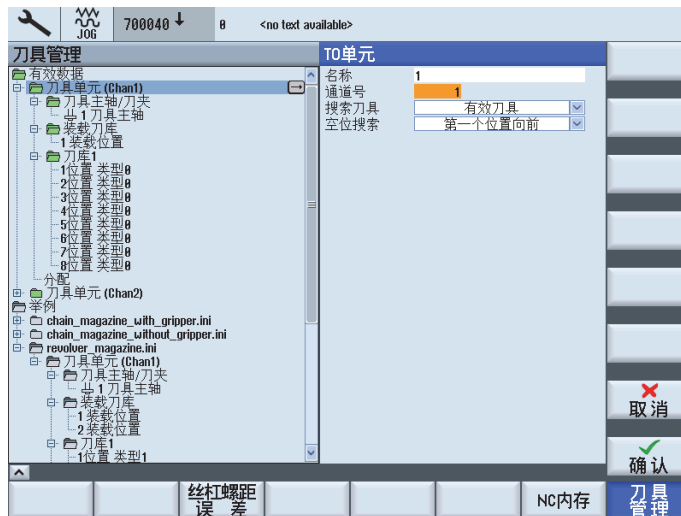 JOG
700040
0
<no text available>
刀具管理
TO单元
有效数据
刀具单元 (Chan1)
刀具主轴/刀夹
1 刀具主轴
装载刀库
1 装载位置
刀库1
1位置 类型0
2位置 类型0
3位置 类型0
4位置 类型0
5位置 类型0
6位置 类型0
7位置 类型0
8位置 类型0
分配
刀具单元 (Chan2)
举例
chain_magazine_with_gripper.ini
chain_magazine_without_gripper.ini
revolver_magazine.ini
刀具单元 (Chan1)
刀具主轴/刀夹
1 刀具主轴
装载刀库
1 装载位置
2 装载位置
刀库1
1位置 类型1
名称 1
通道号 1
搜索刀具 有效刀具
空位搜索 第一个位置向前
取消
确认
丝杠螺距
误 差
NC内存
刀具
管理